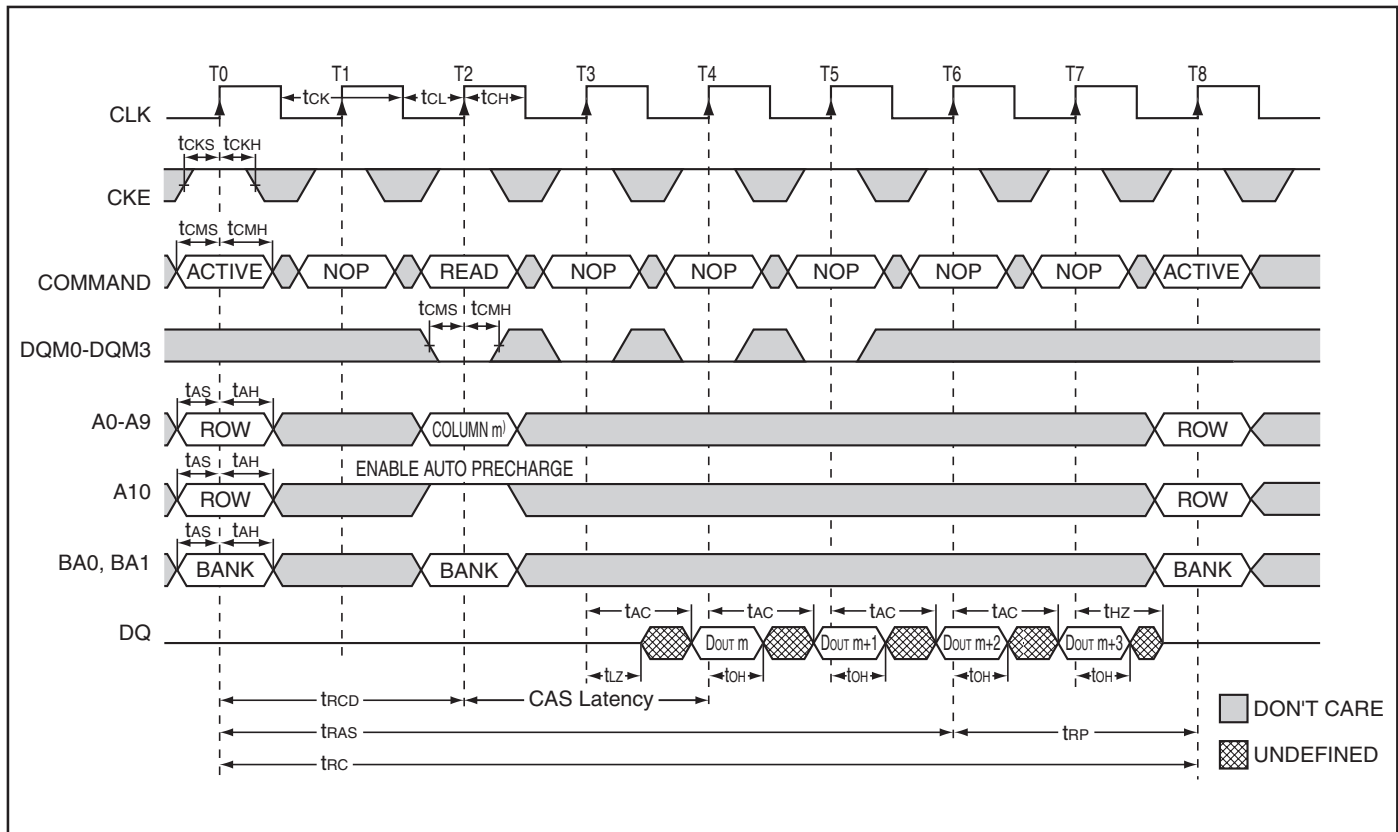 T0 T1 T2 T3 T4 T5 T6 T7 T8
tCK tCL tCH
CLK
tCKS tCKH
CKE
tCMS tCMH
COMMAND ACTIVE NOP READ NOP NOP NOP NOP NOP ACTIVE
tCMS tCMH
DQM0-DQM3
tAS tAH
A0-A9 ROW COLUMN m) ROW
tAS tAH ENABLE AUTO PRECHARGE
A10 ROW ROW
tAS tAH
BA0, BA1 BANK BANK BANK
tAC tAC tAC tAC tHZ
DQ DOUT m DOUT m+1 DOUT m+2 DOUT m+3
tLZ tOH tOH tOH tOH
tRCD CAS Latency
DON'T CARE
tRAS tRP
UNDEFINED
tRC